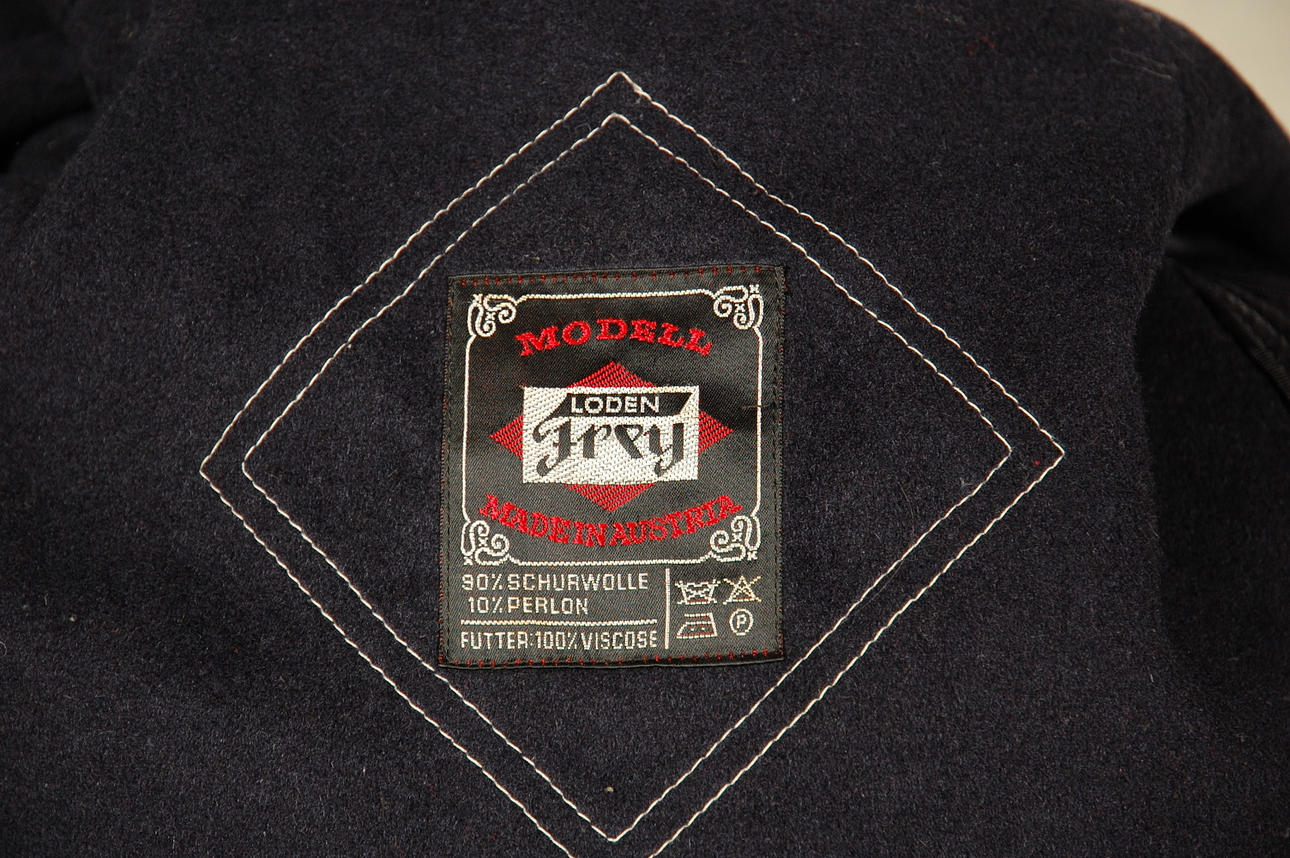 MODELL
LODEN
Frey
MADE IN AUSTRIA
90% SCHURWOLLE
10% PERLON
FUTTER: 100% VISCOSE
P